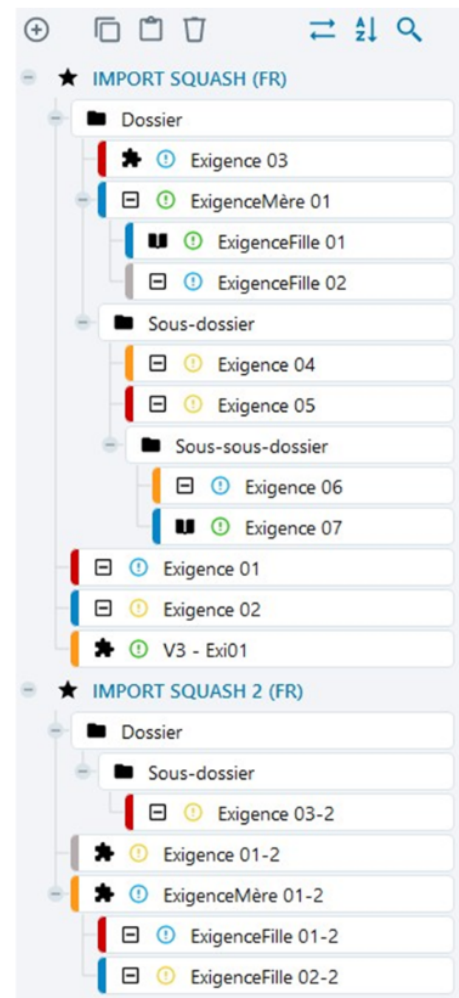 IMPORT SQUASH (FR)
Dossier
Exigence 03
ExigenceMère 01
ExigenceFille 01
ExigenceFille 02
Sous-dossier
Exigence 04
Exigence 05
Sous-sous-dossier
Exigence 06
Exigence 07
Exigence 01
Exigence 02
V3 - Exi01
IMPORT SQUASH 2 (FR)
Dossier
Sous-dossier
Exigence 03-2
Exigence 01-2
ExigenceMère 01-2
ExigenceFille 01-2
ExigenceFille 02-2